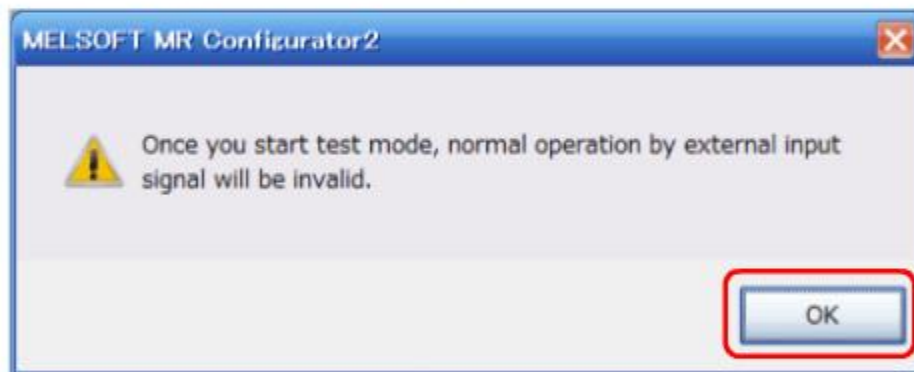 MELSOFT MR Configurator2
Once you start test mode, normal operation by external input
signal will be invalid.
OK